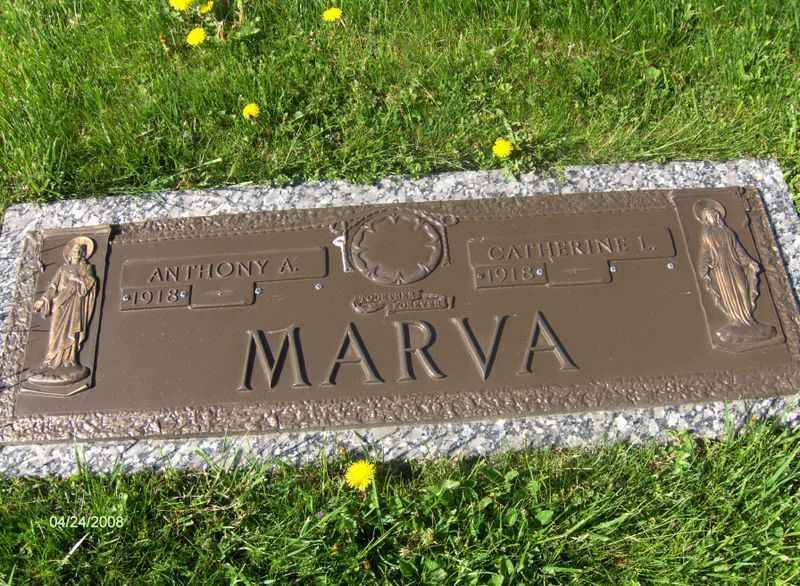 ANTHONY A.
1918 –
CATHERINE L.
1918 –
TOGETHER
FOREVER
MARVA
04/24/2008